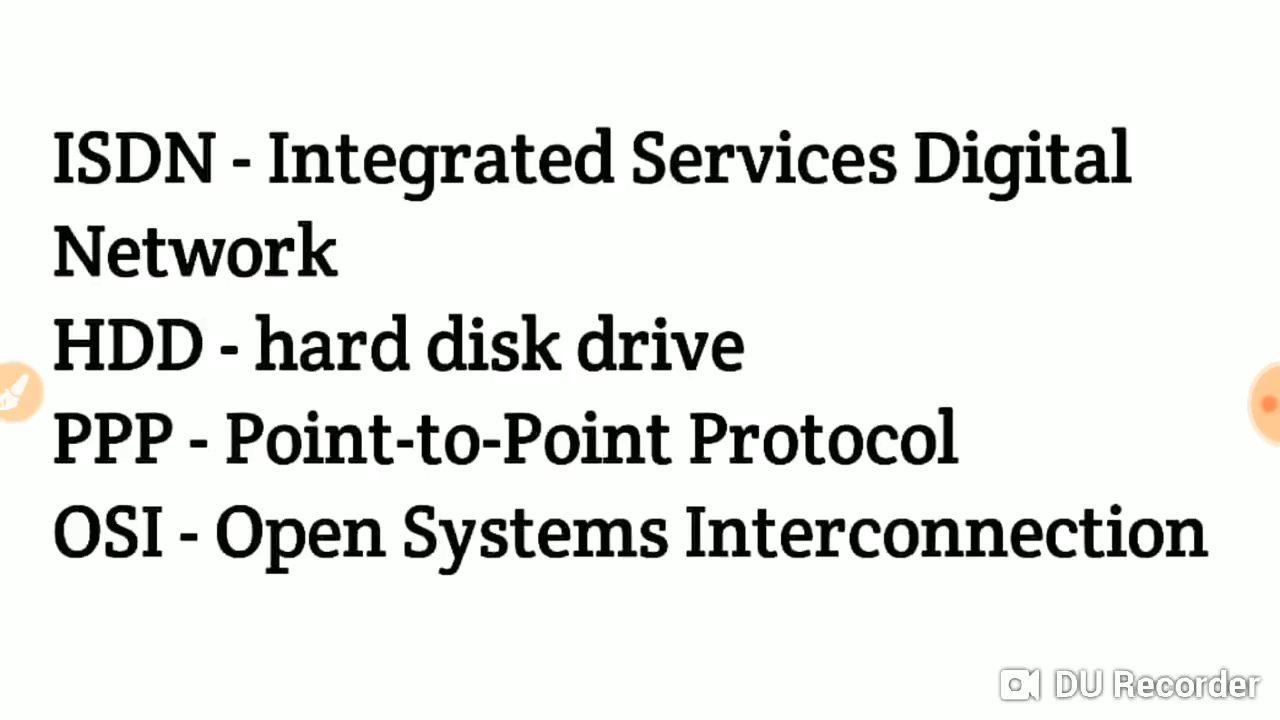 ISDN - Integrated Services Digital
Network
HDD - hard disk drive
PPP - Point-to-Point Protocol
OSI - Open Systems Interconnection
DU Recorder